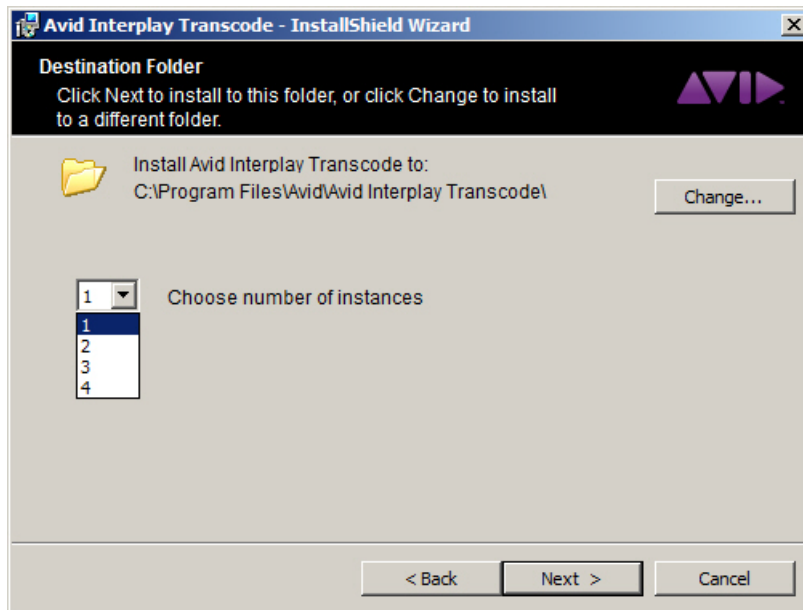 Avid Interplay Transcode - InstallShield Wizard
Destination Folder
Click Next to install to this folder, or click Change to install
to a different folder.
AVID
Install Avid Interplay Transcode to:
C:\Program Files\Avid\Avid Interplay Transcode\
Change...
1 Choose number of instances
1
2
3
4
< Back Next > Cancel